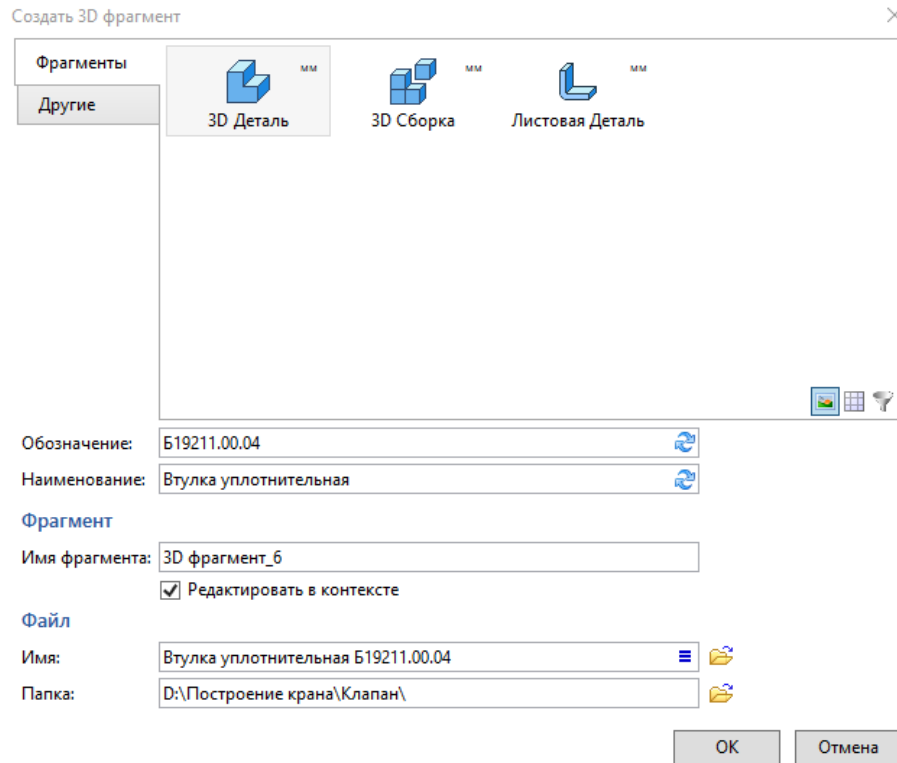 Создать 3D фрагмент
Фрагменты
Другие
мм
мм
мм
3D Деталь
3D Сборка
Листовая Деталь
Обозначение: Б19211.00.04
Наименование: Втулка уплотнительная
Фрагмент
Имя фрагмента: 3D фрагмент_6
Редактировать в контексте
Файл
Имя: Втулка уплотнительная Б19211.00.04
Папка: D:\Построение крана\Клапан\
ОК
Отмена